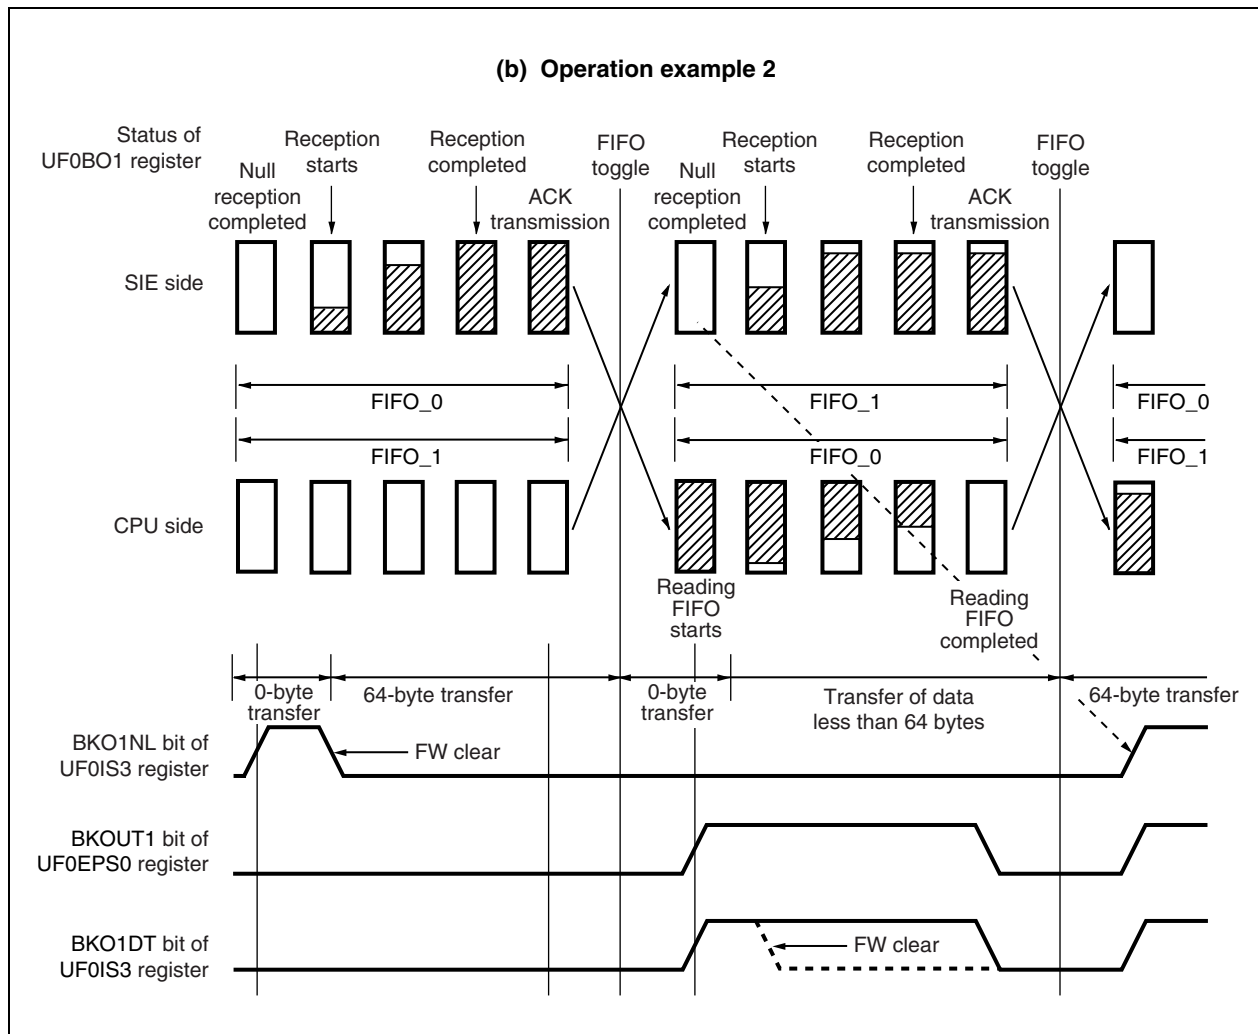 (b) Operation example 2
Status of
UF0BO1 register
Null
reception
completed
Reception
starts
Reception
completed
ACK
transmission
FIFO
toggle
Null
reception
completed
Reception
starts
Reception
completed
ACK
transmission
FIFO
toggle
SIE side
FIFO_0
FIFO_1
FIFO_0
FIFO_1
FIFO_0
FIFO_1
CPU side
Reading
FIFO
starts
Reading
FIFO
completed
0-byte
transfer
64-byte transfer
0-byte
transfer
Transfer of data
less than 64 bytes
64-byte transfer
BKO1NL bit of
UF0IS3 register
FW clear
BKOUT1 bit of
UF0EPS0 register
BKO1DT bit of
UF0IS3 register
FW clear